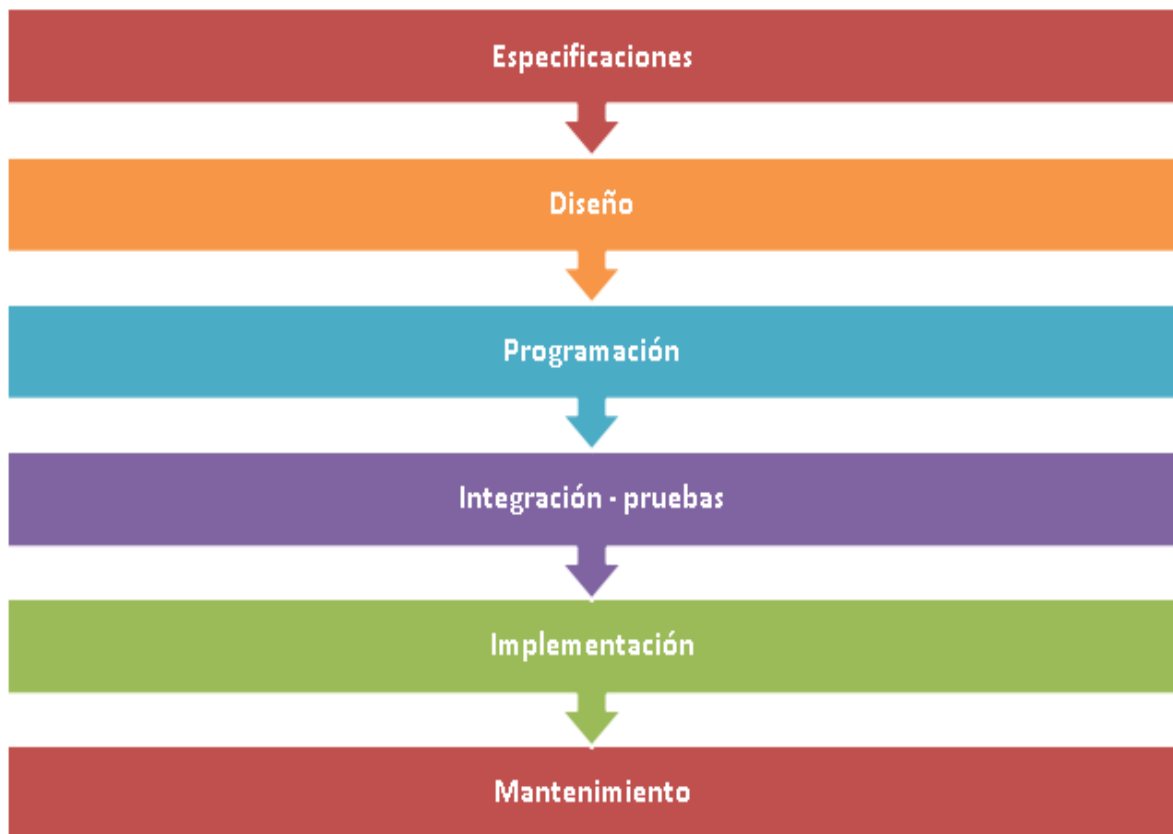 Especificaciones
Diseño
Programación
Integración - pruebas
Implementación
Mantenimiento